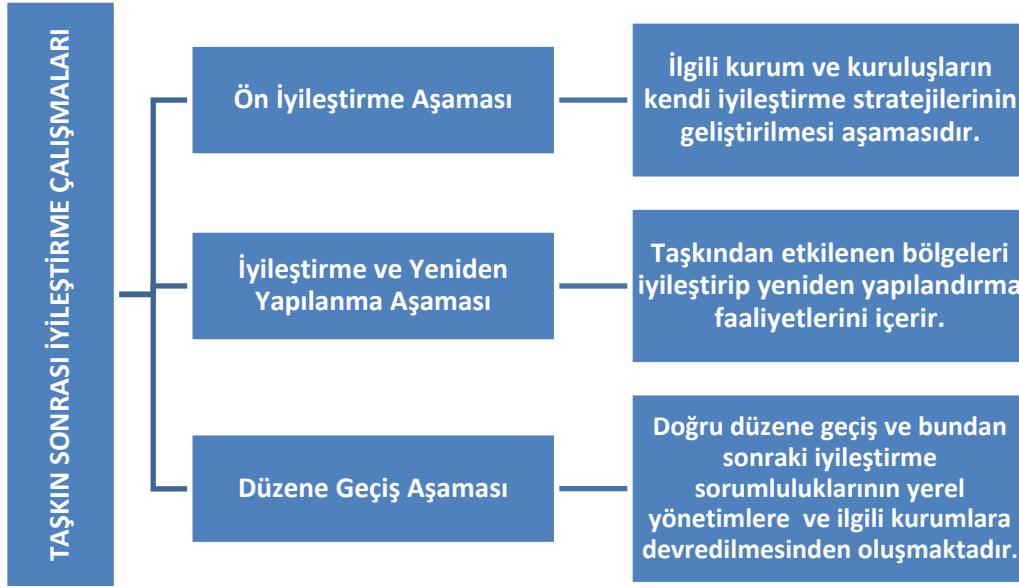 TAŞKIN SONRASI İYİLEŞTİRME ÇALIŞMALARI
Ön İyileştirme Aşaması
İlgili kurum ve kuruluşların
kendi iyileştirme stratejilerinin
geliştirilmesi aşamasıdır.
İyileştirme ve Yeniden
Yapılanma Aşaması
Taşkından etkilenen bölgeleri
iyileştirip yeniden yapılandırma
faaliyetlerini içerir.
Düzene Geçiş Aşaması
Doğru düzene geçiş ve bundan
sonraki iyileştirme
sorumluluklarının yerel
yönetimlere ve ilgili kurumlara
devredilmesinden oluşmaktadır.